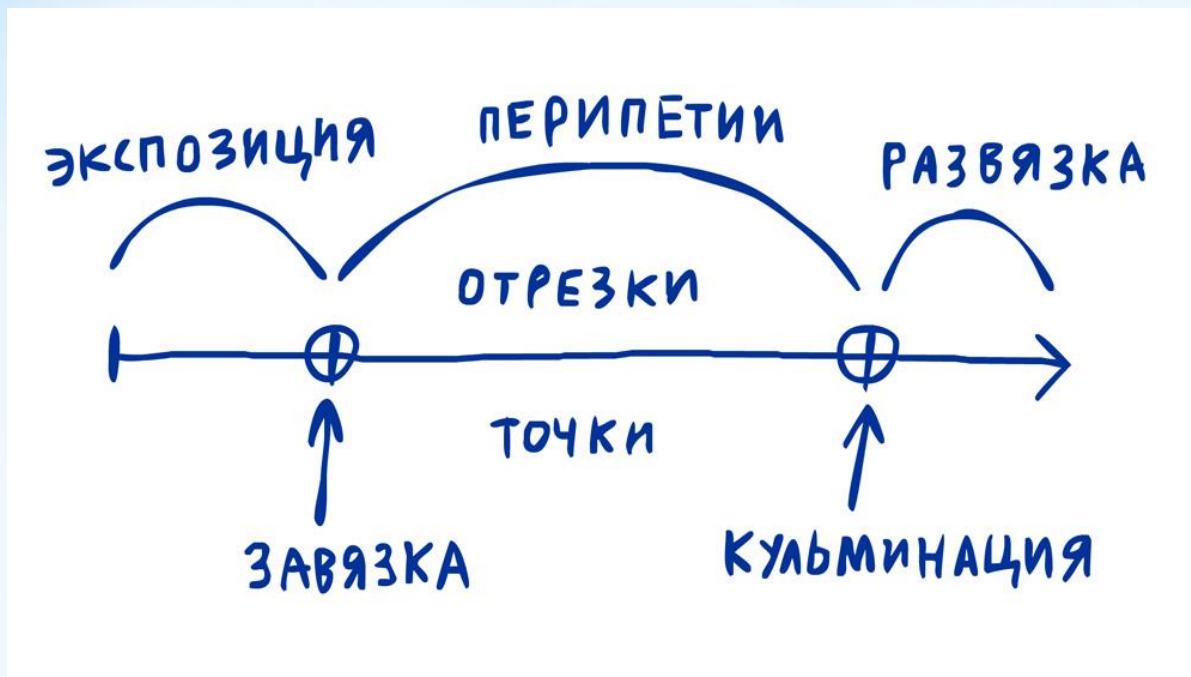 ЭКСПОЗИЦИЯ
ПЕРИПЕТИИ
РАЗВЯЗКА
ОТРЕЗКИ
ТОЧКИ
ЗАВЯЗКА
КУЛЬМИНАЦИЯ